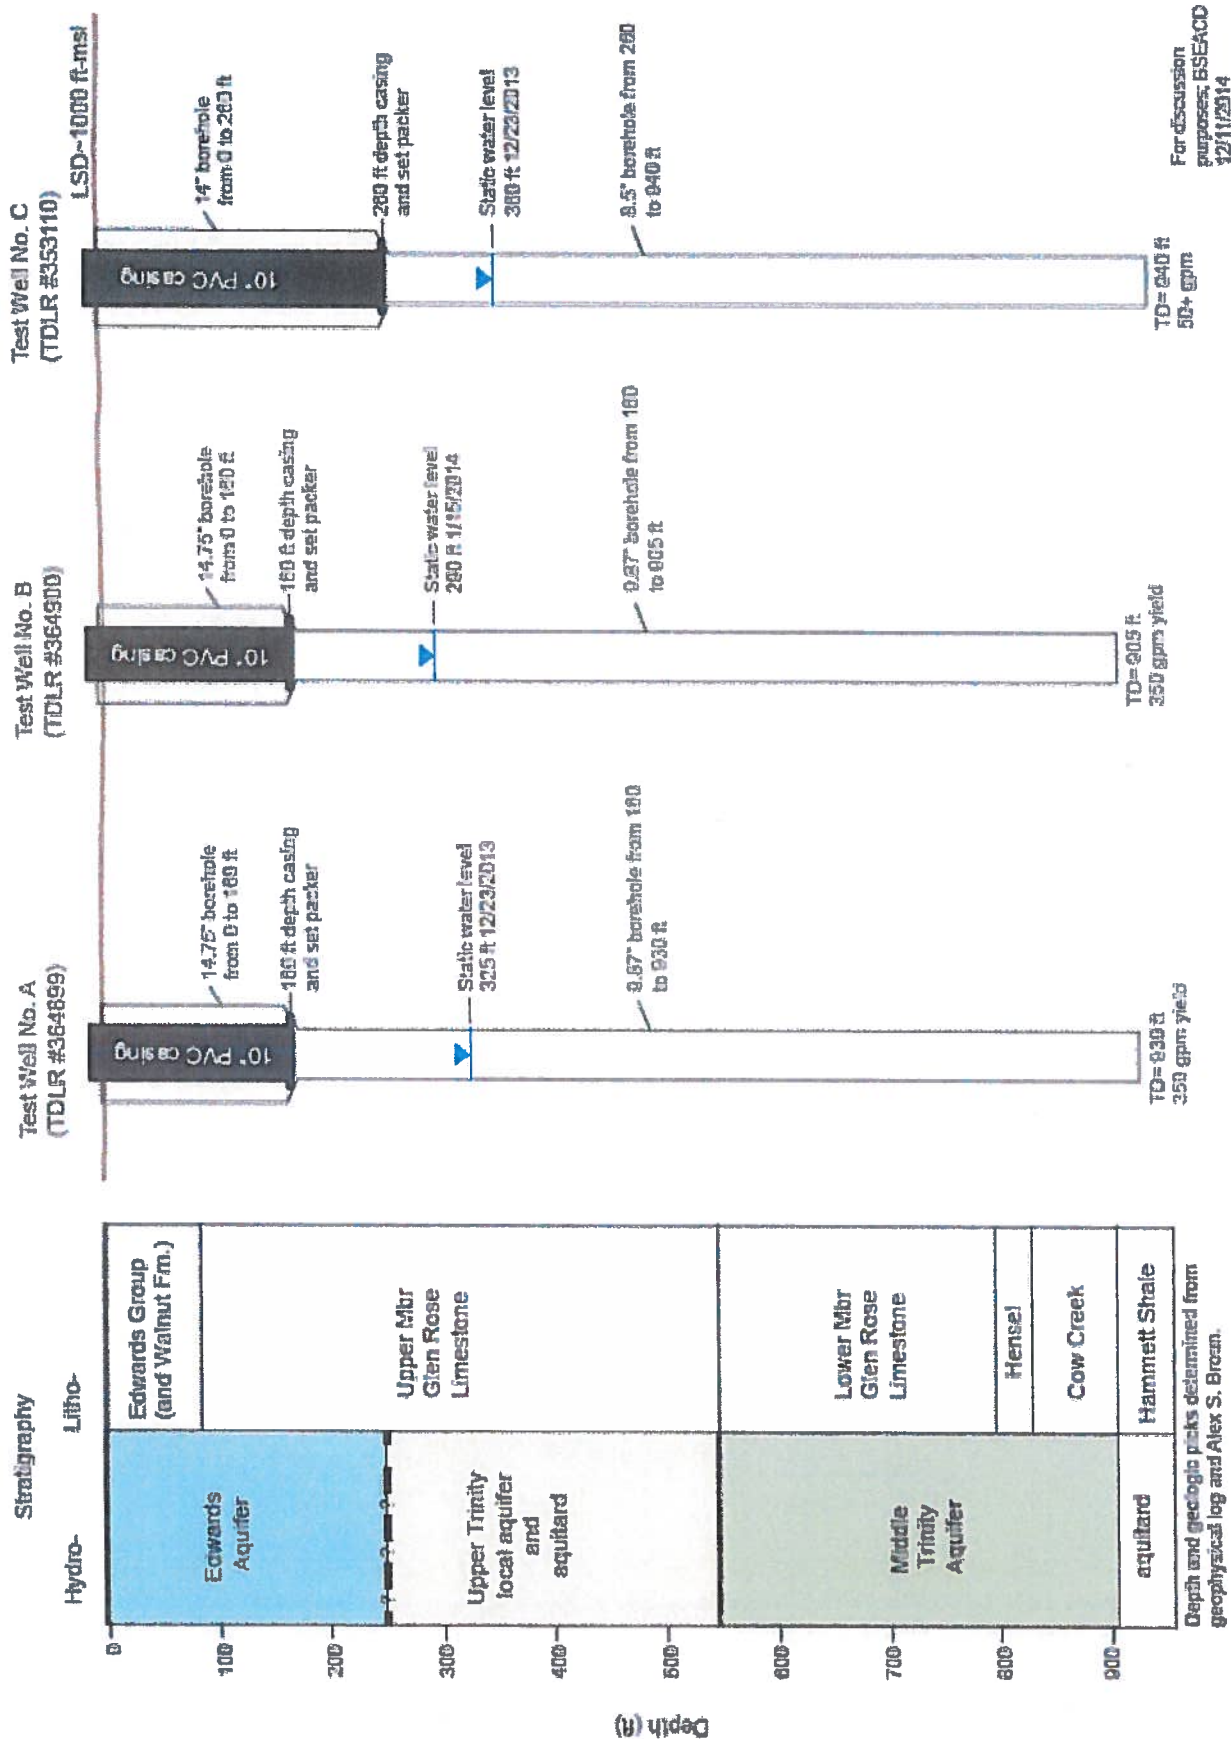 Stratigraphy
Hydro-
Litho-
Edwards
Aquifer
Upper Trinity
local aquifer
and
aquitard
Middle
Trinity
Aquifer
aquitard
Edwards Group
(and Walnut Fm.)
Upper Mbr
Glen Rose
Limestone
Lower Mbr
Glen Rose
Limestone
Hensel
Cow Creek
Hammett Shale
? ? ?
Depth (ft)
0
100
200
300
400
500
600
700
800
900
Depth and geologic picks determined from
geophysical log and Alex S. Broun.
Test Well No. A
(TDLR #364899)
10" PVC casing
14.75" borehole
from 0 to 180 ft
180 ft depth casing
and set packer
Static water level
325 ft 12/23/2013
9.87" borehole from 180
to 930 ft
TD= 930 ft
350 gpm yield
Test Well No. B
(TDLR #364900)
10" PVC casing
14.75" borehole
from 0 to 180 ft
180 ft depth casing
and set packer
Static water level
290 ft 1/15/2014
9.87" borehole from 180
to 905 ft
TD= 905 ft
350 gpm yield
Test Well No. C
(TDLR #353110)
LSD~1000 ft-msl
10" PVC casing
14" borehole
from 0 to 260 ft
260 ft depth casing
and set packer
Static water level
360 ft 12/23/2013
8.5" borehole from 260
to 940 ft
TD= 940 ft
50+ gpm
For discussion
purposes; BSEACD
12/11/2014